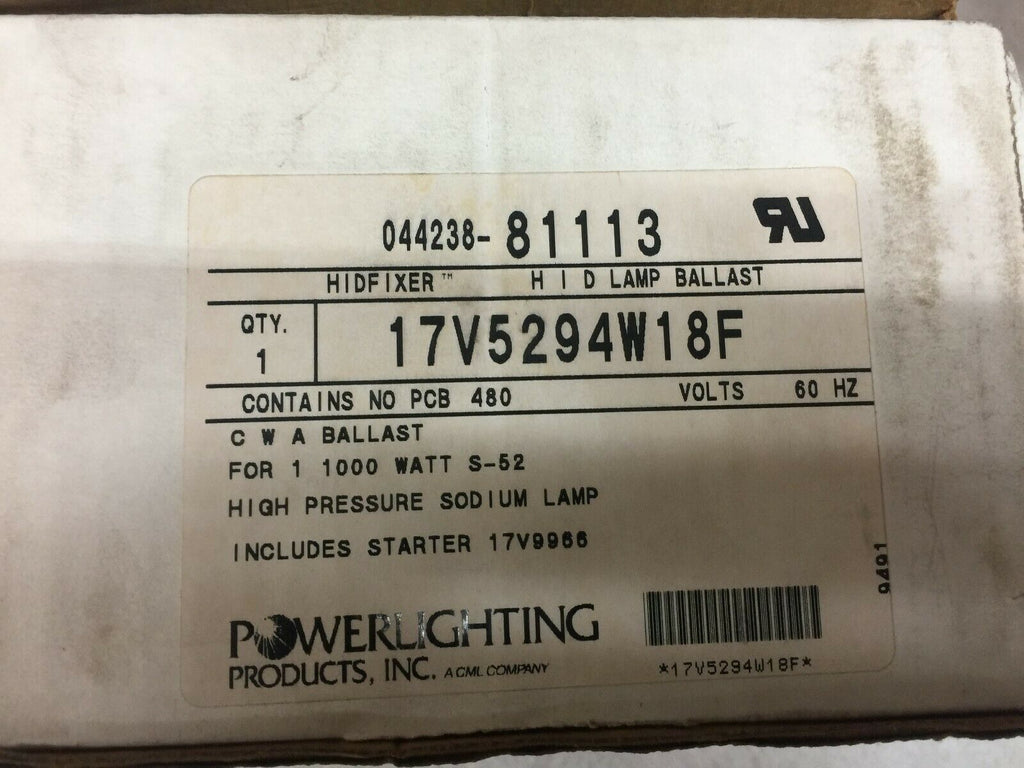 044238-81113
HIDFIXER™ H I D LAMP BALLAST
QTY. 1 17V5294W18F
CONTAINS NO PCB 480 VOLTS 60 HZ
C W A BALLAST
FOR 1 1000 WATT S-52
HIGH PRESSURE SODIUM LAMP
INCLUDES STARTER 17V9966
9491
POWERLIGHTING
PRODUCTS, INC. A CML COMPANY
*17V5294W18F*